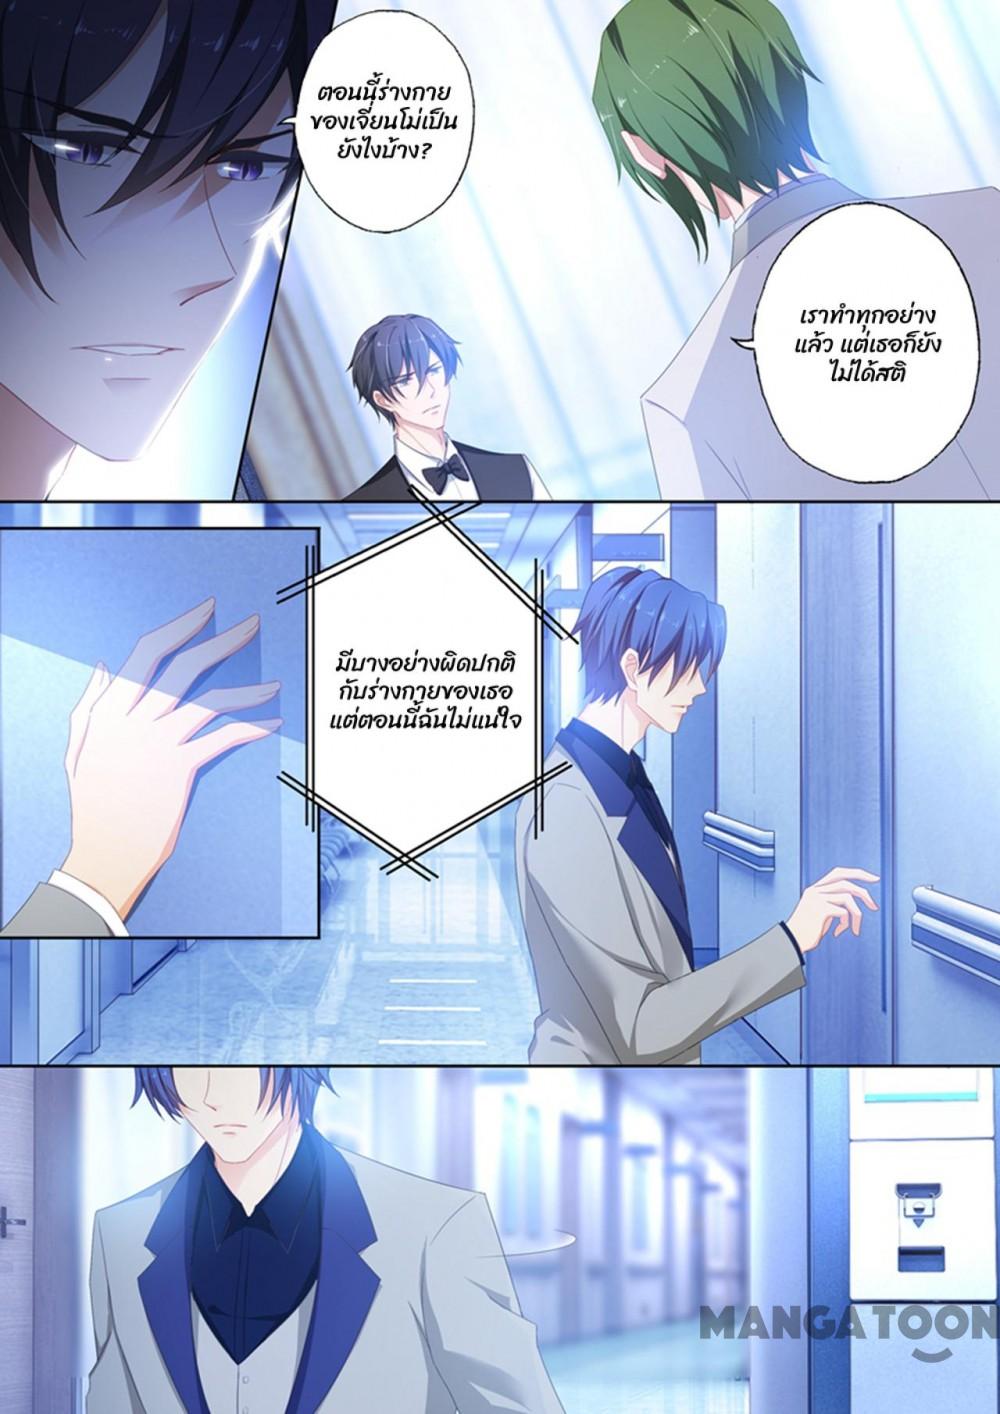 ตอนนี้ร่างกาย
ของเจี่ยนโม่เป็น
ยังไงบ้าง?
เราทำทุกอย่าง
แล้ว แต่เธอก็ยัง
ไม่ได้สติ
มีบางอย่างผิดปกติ
กับร่างกายของเธอ
แต่ตอนนี้ฉันไม่แน่ใจ
MANGATOON